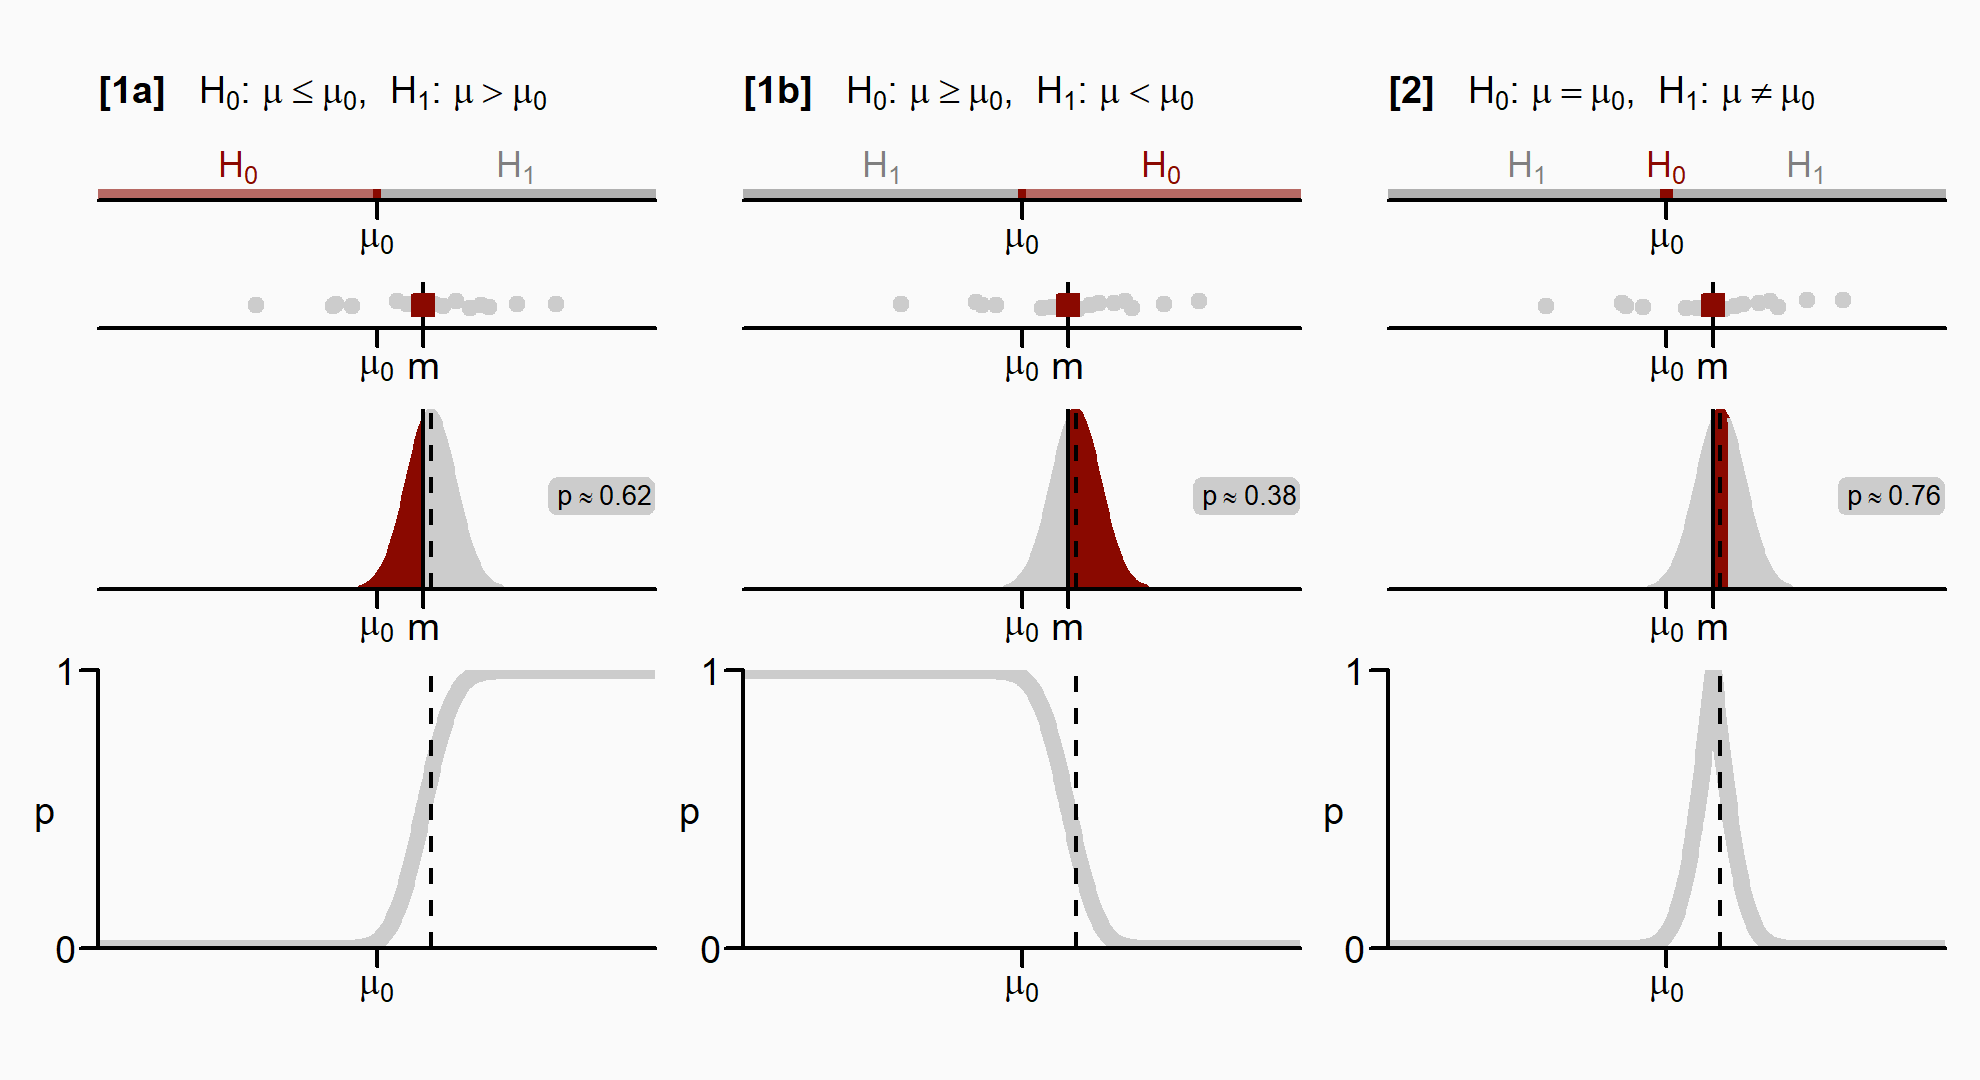 [1a] H₀: μ ≤ μ₀, H₁: μ > μ₀
H₀ H₁
μ₀
μ₀ m
p ≈ 0.62
μ₀ m
1
p
0
μ₀
[1b] H₀: μ ≥ μ₀, H₁: μ < μ₀
H₁ H₀
μ₀
μ₀ m
p ≈ 0.38
μ₀ m
1
p
0
μ₀
[2] H₀: μ = μ₀, H₁: μ ≠ μ₀
H₁ H₀ H₁
μ₀
μ₀ m
p ≈ 0.76
μ₀ m
1
p
0
μ₀